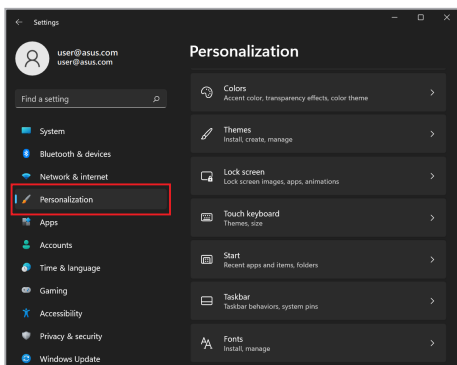 Settings
user@asus.com
user@asus.com
Find a setting
System
Bluetooth & devices
Network & internet
Personalization
Apps
Accounts
Time & language
Gaming
Accessibility
Privacy & security
Windows Update
Personalization
Colors
Accent color, transparency effects, color theme
Themes
Install, create, manage
Lock screen
Lock screen images, apps, animations
Touch keyboard
Themes, size
Start
Recent apps and items, folders
Taskbar
Taskbar behaviors, system pins
Fonts
Install, manage